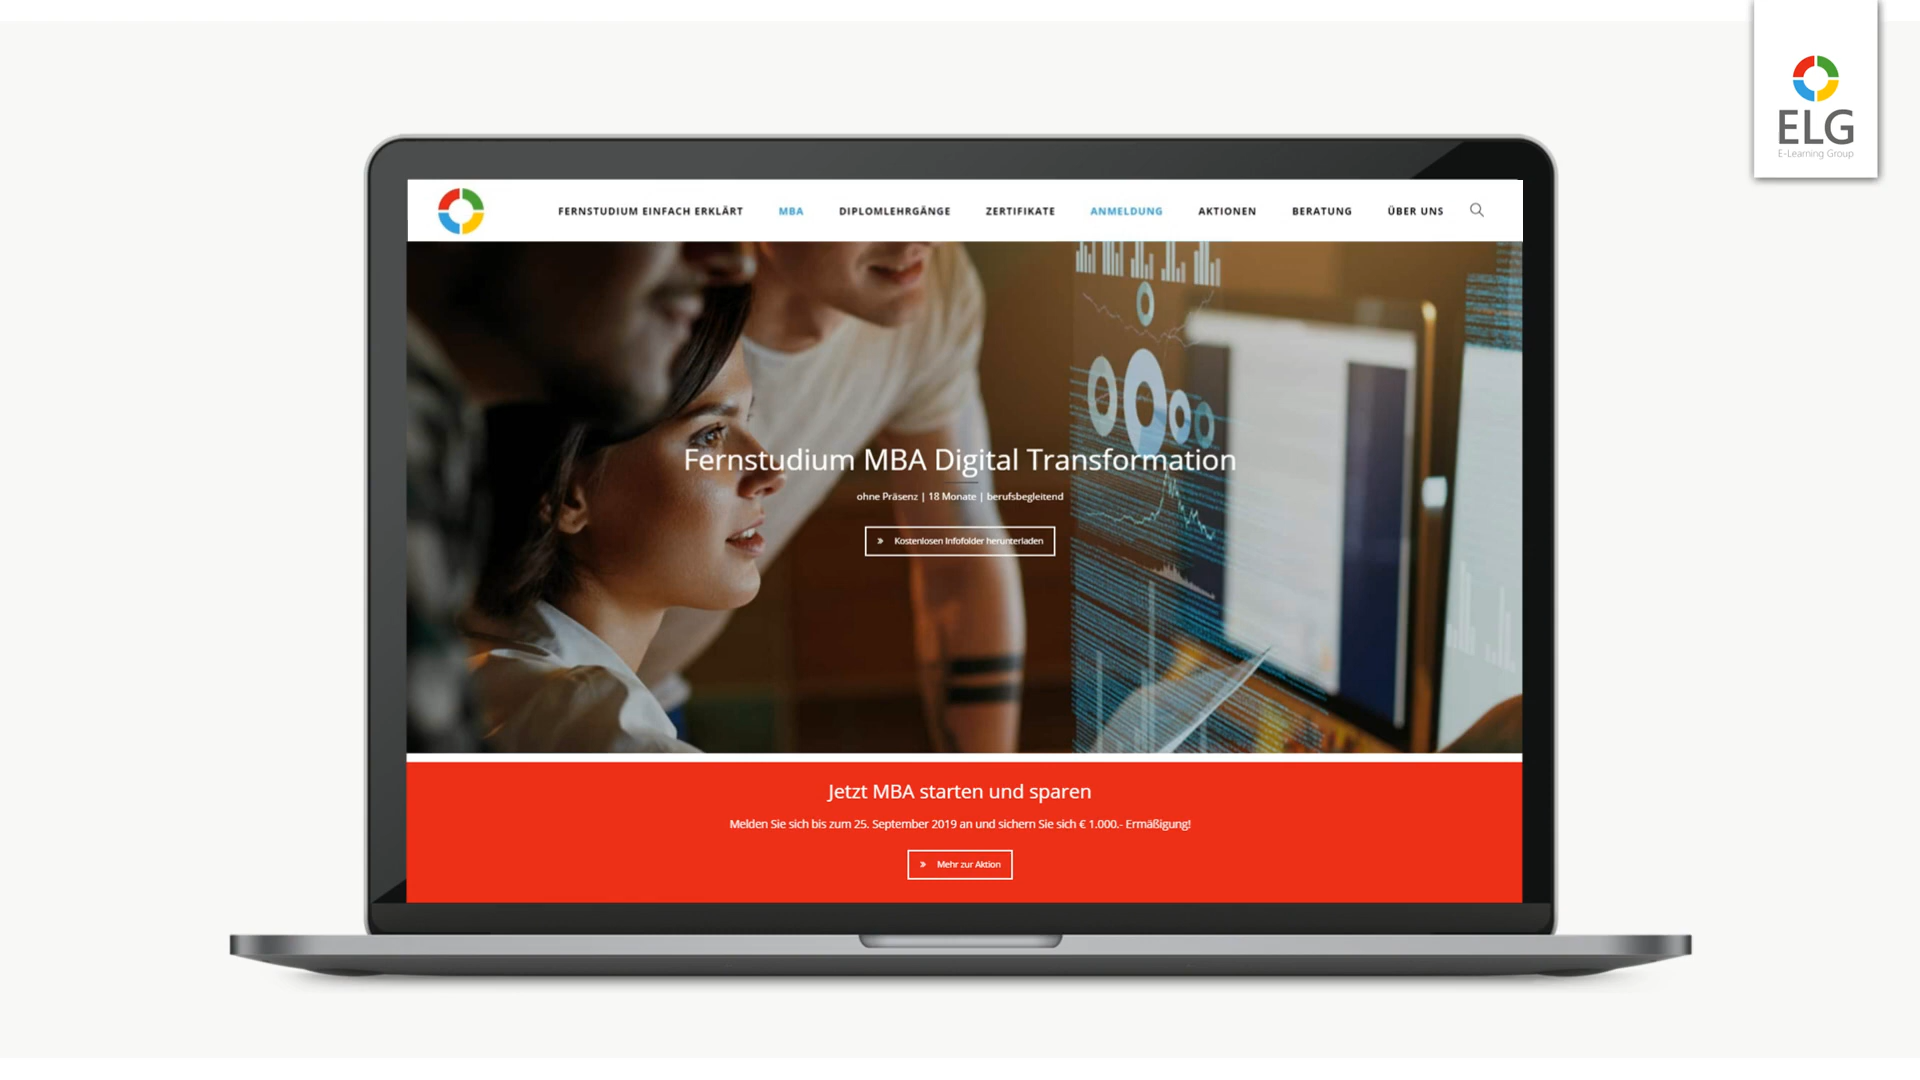 ELG
E-Learning Group
FERNSTUDIUM EINFACH ERKLÄRT MBA DIPLOMLEHRGÄNGE ZERTIFIKATE ANMELDUNG AKTIONEN BERATUNG ÜBER UNS
Fernstudium MBA Digital Transformation
ohne Präsenz | 18 Monate | berufsbegleitend
» Kostenlosen Infofolder herunterladen
Jetzt MBA starten und sparen
Melden Sie sich bis zum 25. September 2019 an und sichern Sie sich € 1.000.- Ermäßigung!
» Mehr zur Aktion